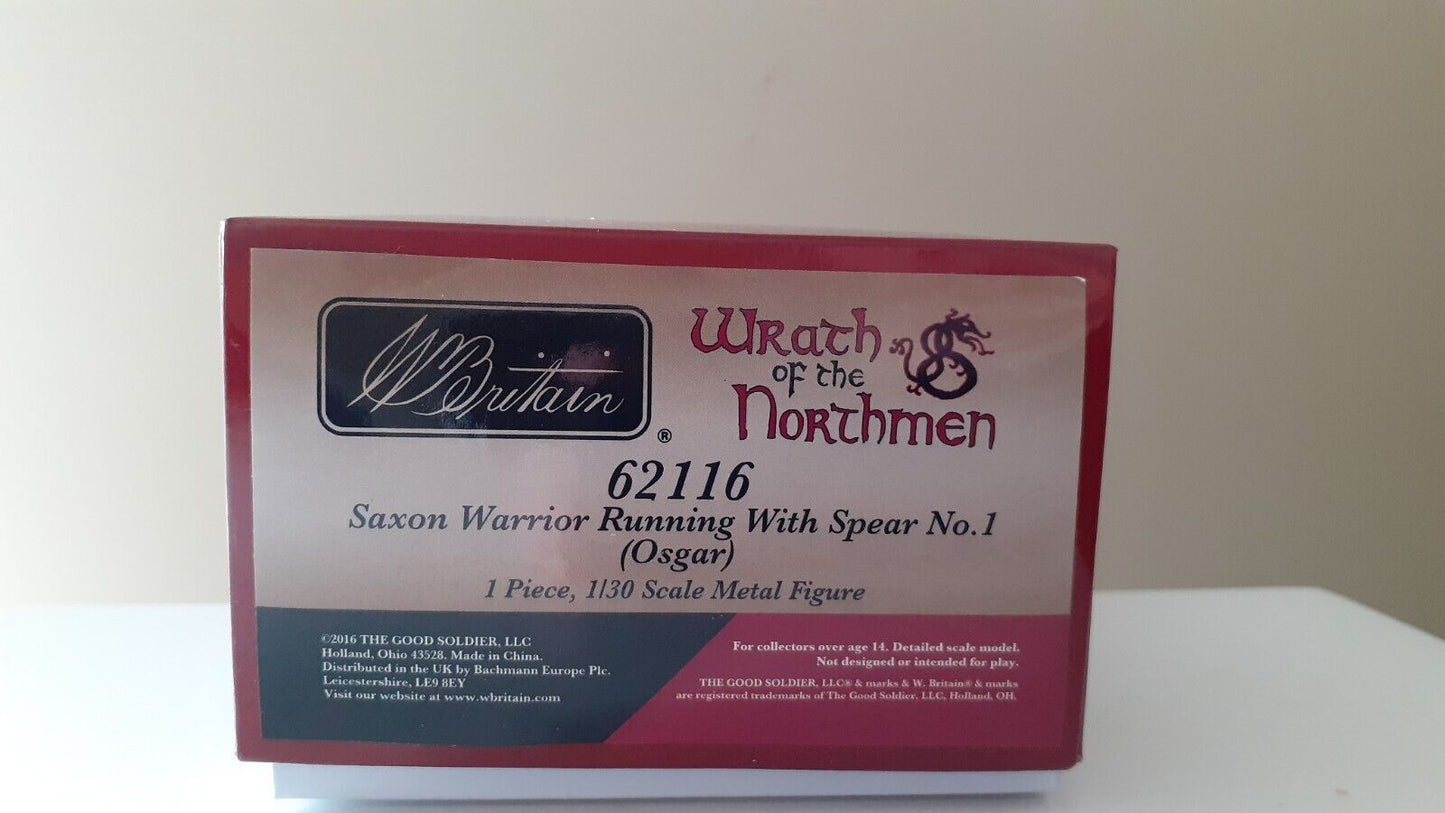 W Britain
®
Wrath
of the
Northmen
62116
Saxon Warrior Running With Spear No.1
(Osgar)
1 Piece, 1/30 Scale Metal Figure
©2016 THE GOOD SOLDIER, LLC
Holland, Ohio 43528. Made in China.
Distributed in the UK by Bachmann Europe Plc.
Leicestershire, LE9 8EY
Visit our website at www.wbritain.com
For collectors over age 14. Detailed scale model.
Not designed or intended for play.
THE GOOD SOLDIER, LLC® & marks & W. Britain® & marks
are registered trademarks of The Good Soldier, LLC, Holland, OH.